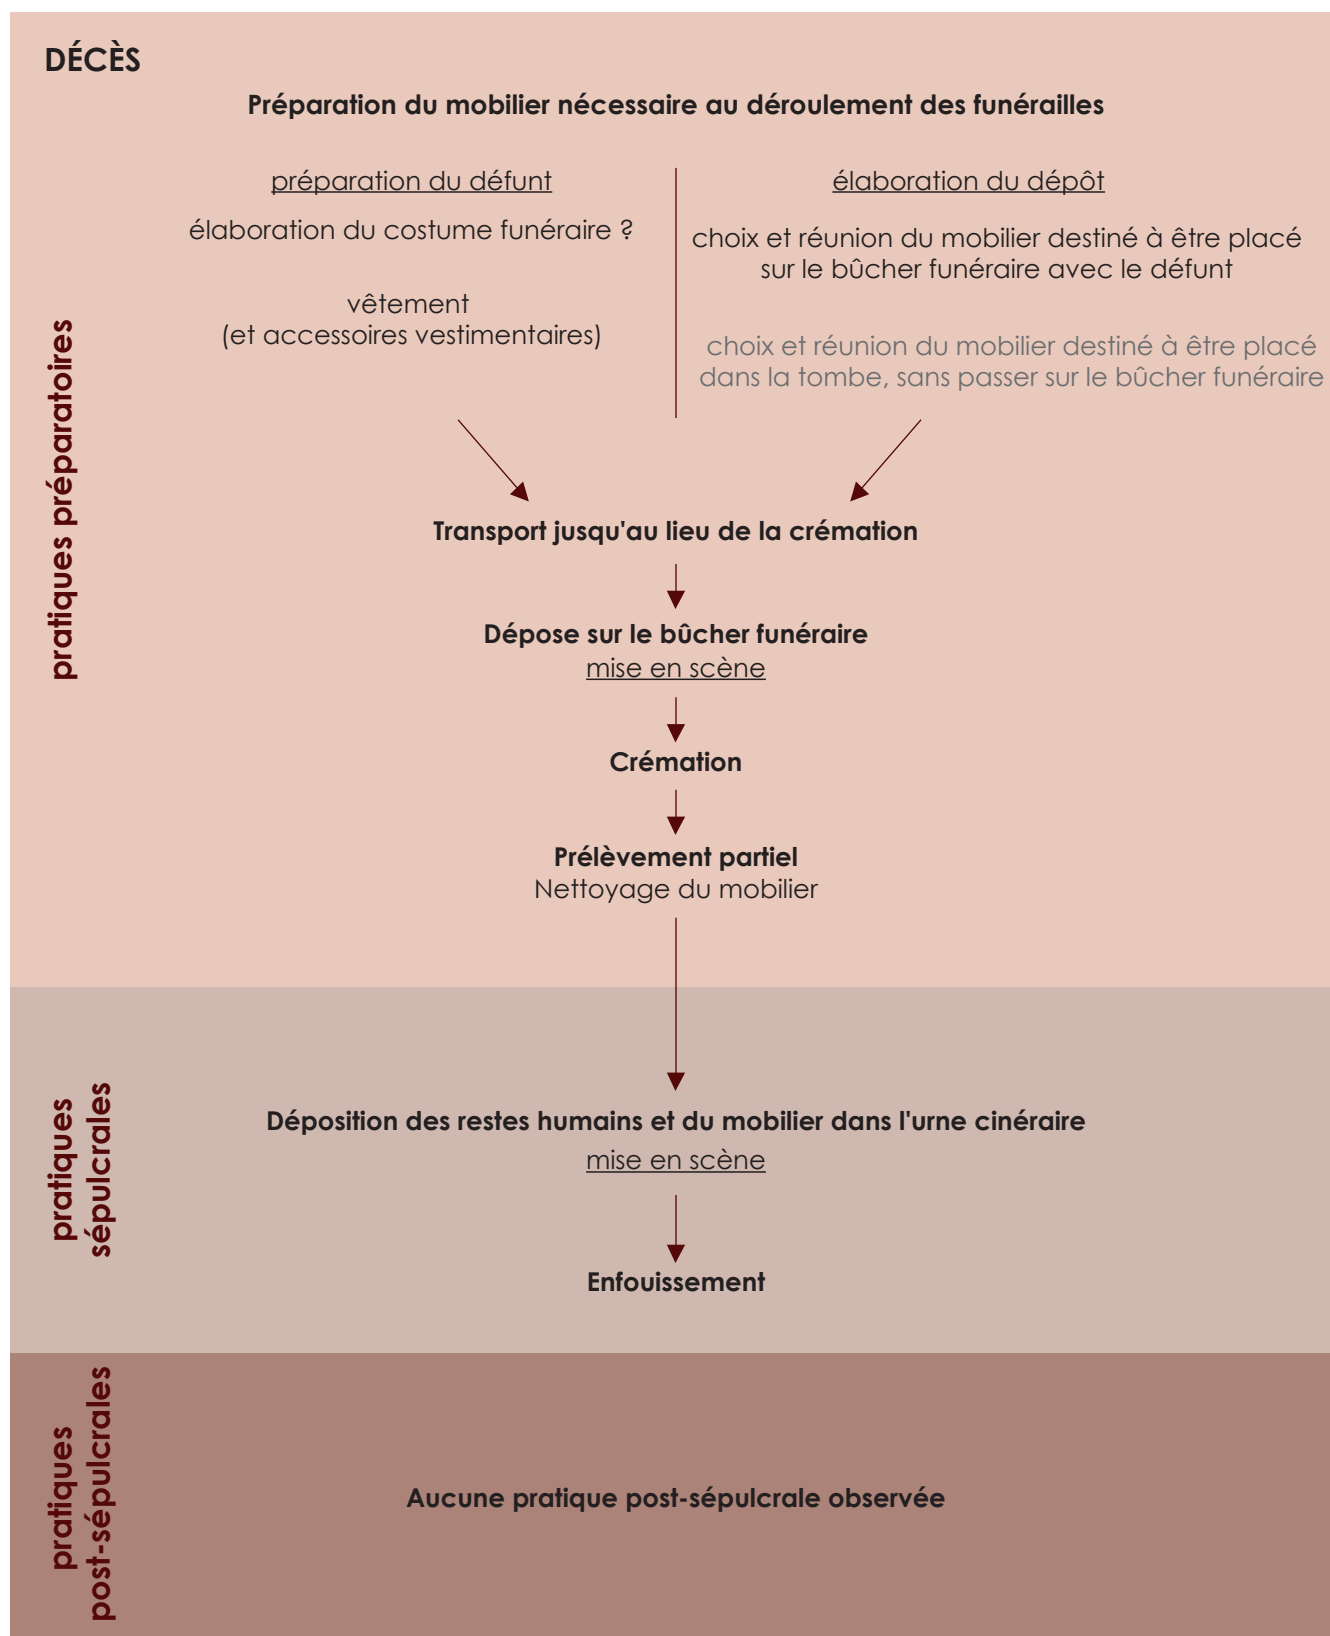 DÉCÈS
Préparation du mobilier nécessaire au déroulement des funérailles
préparation du défunt
élaboration du costume funéraire ?
vêtement
(et accessoires vestimentaires)
élaboration du dépôt
choix et réunion du mobilier destiné à être placé
sur le bûcher funéraire avec le défunt
choix et réunion du mobilier destiné à être placé
dans la tombe, sans passer sur le bûcher funéraire
pratiques préparatoires
Transport jusqu'au lieu de la crémation
Dépose sur le bûcher funéraire
mise en scène
Crémation
Prélèvement partiel
Nettoyage du mobilier
pratiques
sépulcrales
Déposition des restes humains et du mobilier dans l'urne cinéraire
mise en scène
Enfouissement
pratiques
post-sépulcrales
Aucune pratique post-sépulcrale observée